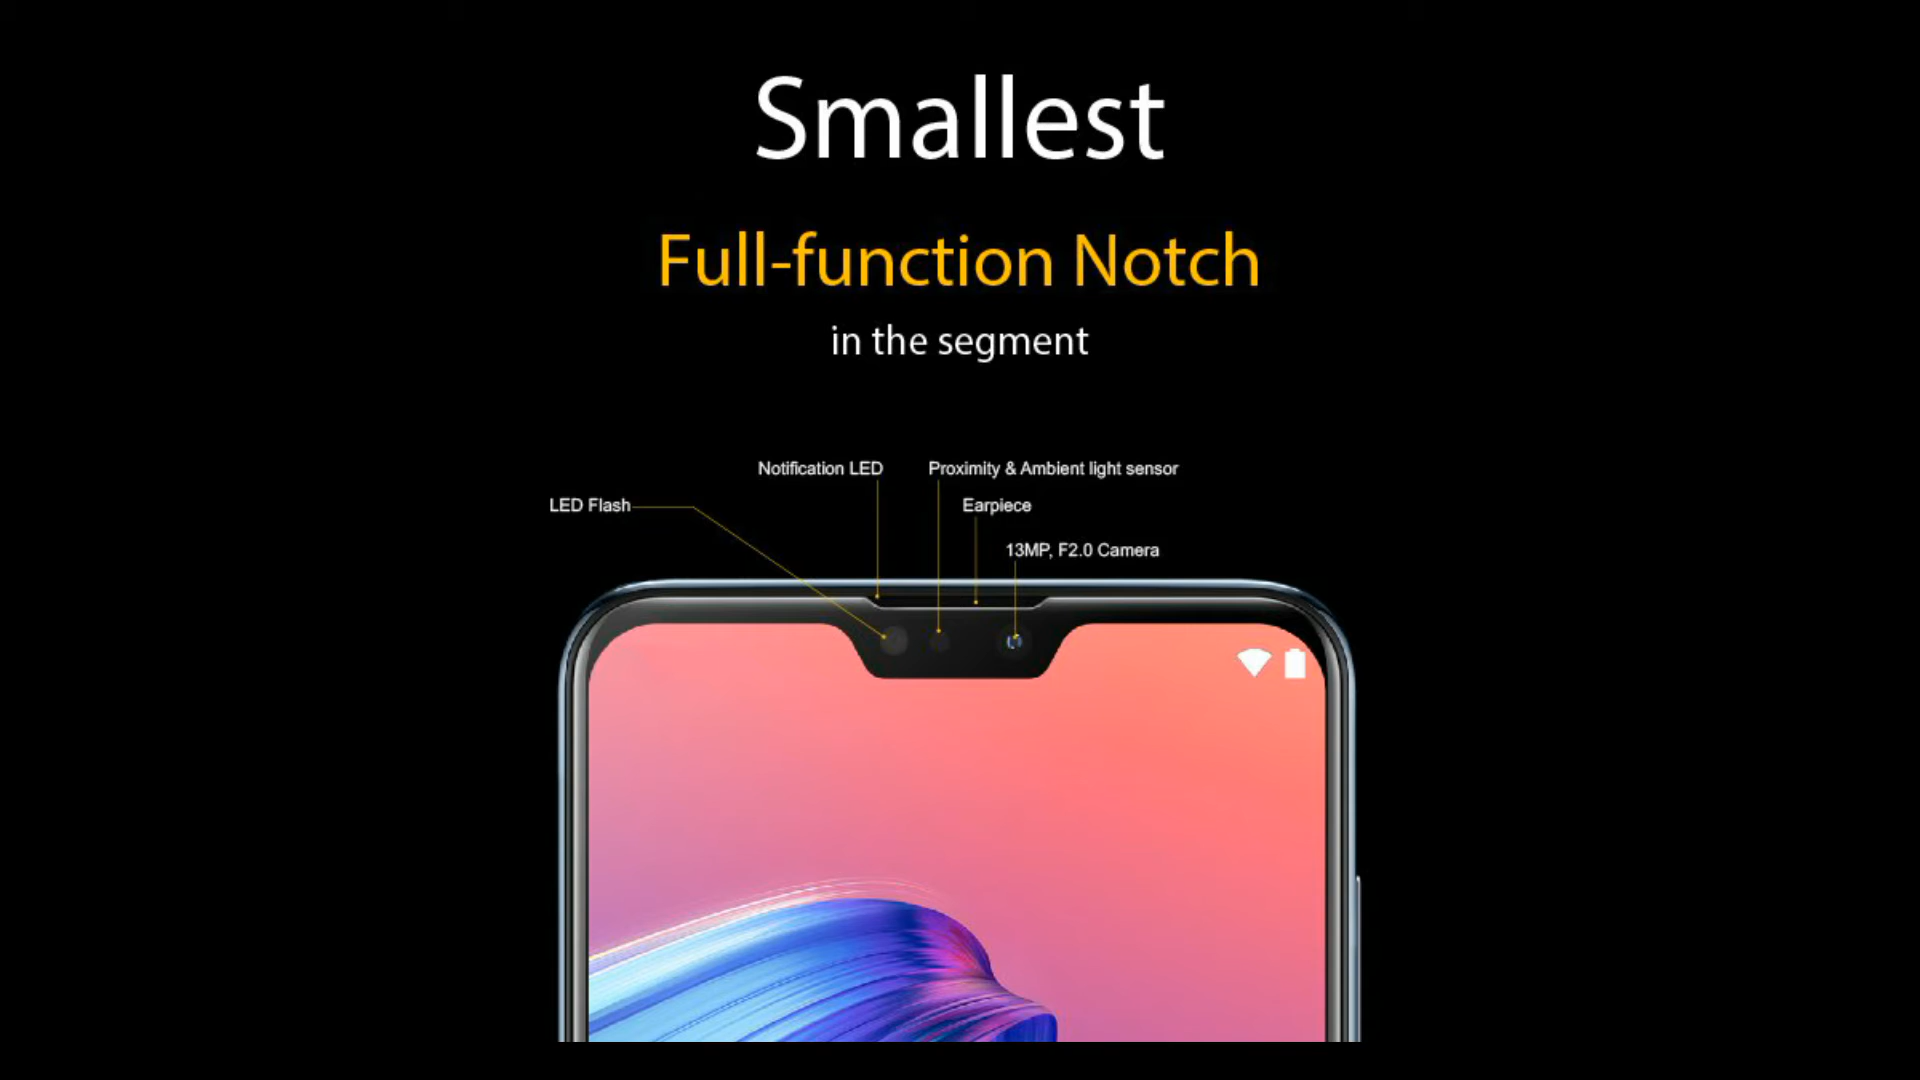 Smallest
Full-function Notch
in the segment
Notification LED
Proximity & Ambient light sensor
LED Flash
Earpiece
13MP, F2.0 Camera